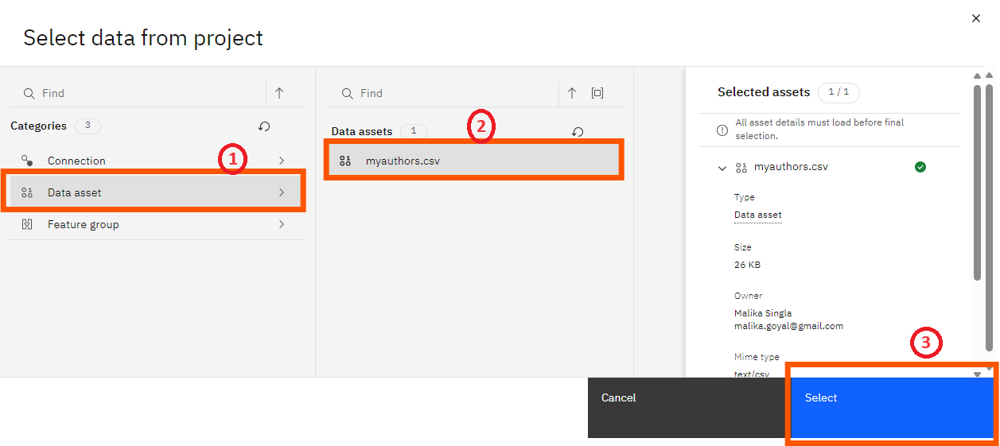 Select data from project
Find
Categories 3
1
Connection
Data asset
Feature group
Find
2
Data assets 1
myauthors.csv
Selected assets 1 / 1
All asset details must load before final
selection.
myauthors.csv
Type
Data asset
Size
26 KB
Owner
Malika Singla
malika.goyal@gmail.com
Mime type
text/csv
3
Cancel
Select